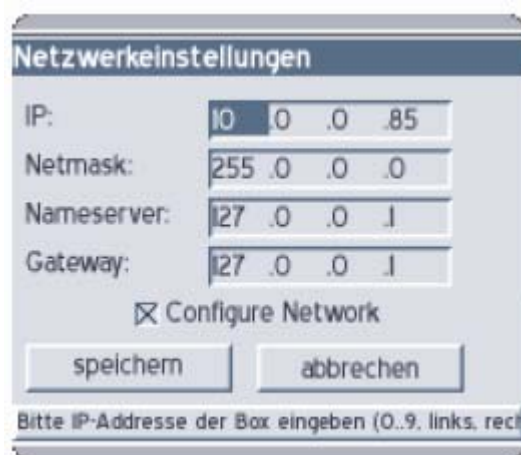 Netzwerkeinstellungen
IP: 10 .0 .0 .85
Netmask: 255 .0 .0 .0
Nameserver: 127 .0 .0 .1
Gateway: 127 .0 .0 .1
Configure Network
speichern abbrechen
Bitte IP-Addresse der Box eingeben (0..9, links,